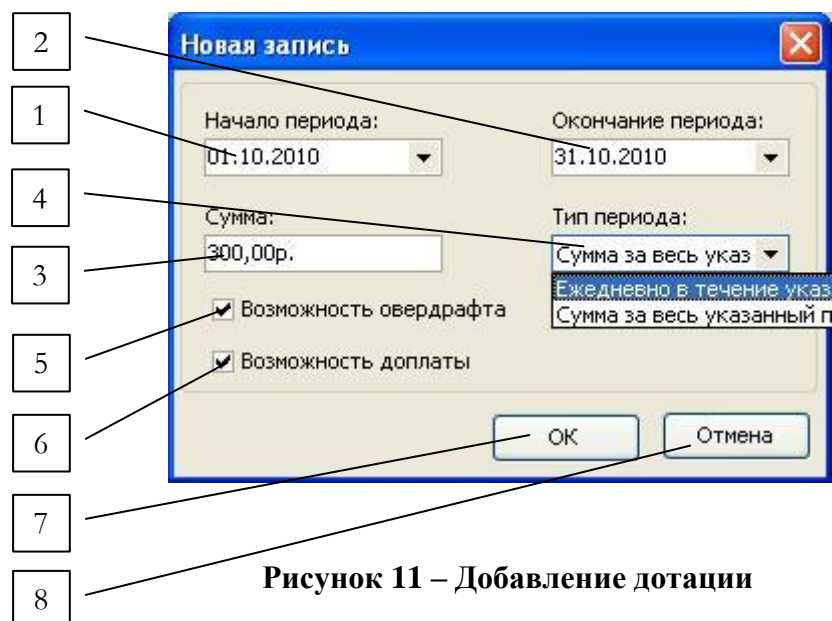 2
Новая запись
1
Начало периода:
Окончание периода:
01.10.2010
31.10.2010
4
Сумма:
Тип периода:
3
300,00р.
Сумма за весь указ
Ежедневно в течение указ
Сумма за весь указанный п
5
Возможность овердрафта
Возможность доплаты
6
ОК
Отмена
7
8
Рисунок 11 – Добавление дотации